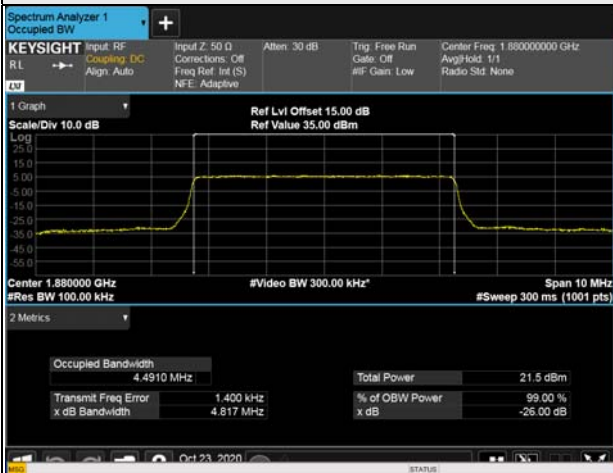 Spectrum Analyzer 1
Occupied BW
+
KEYSIGHT Input: RF Input Z: 50 Ω Atten: 30 dB Trig: Free Run Center Freq: 1.880000000 GHz
RL Coupling: DC Corrections: Off Gate: Off Avg|Hold: 1/1
Align: Auto Freq Ref: Int (S) #IF Gain: Low Radio Std: None
LXI NFE: Adaptive
1 Graph Ref Lvl Offset 15.00 dB
Scale/Div 10.0 dB Ref Value 35.00 dBm
Log
25.0
15.0
5.00
-5.00
-15.0
-25.0
-35.0
-45.0
-55.0
Center 1.880000 GHz #Video BW 300.00 kHz* Span 10 MHz
#Res BW 100.00 kHz #Sweep 300 ms (1001 pts)
2 Metrics
Occupied Bandwidth
4.4910 MHz Total Power 21.5 dBm
Transmit Freq Error 1.400 kHz % of OBW Power 99.00 %
x dB Bandwidth 4.817 MHz x dB -26.00 dB
Oct 23, 2020
MSG STATUS